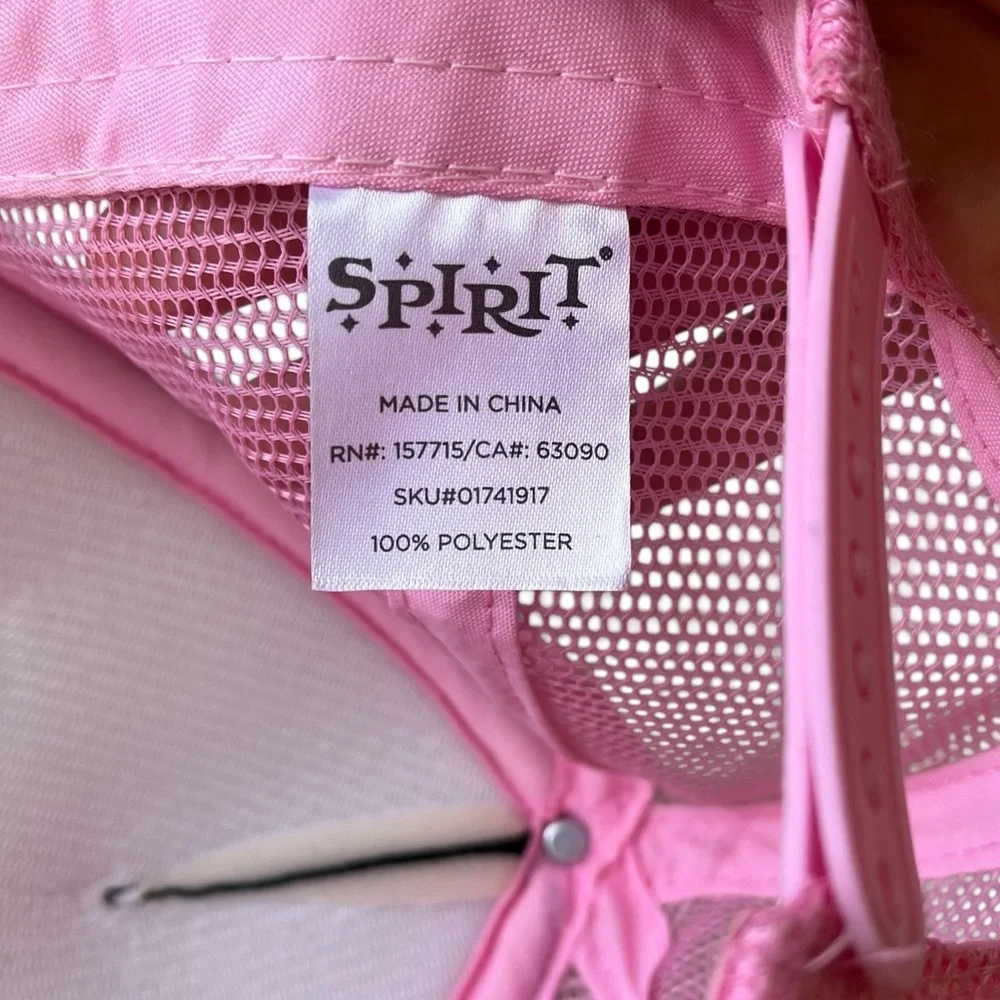 SPIRIT®
MADE IN CHINA
RN#: 157715/CA#: 63090
SKU#01741917
100% POLYESTER